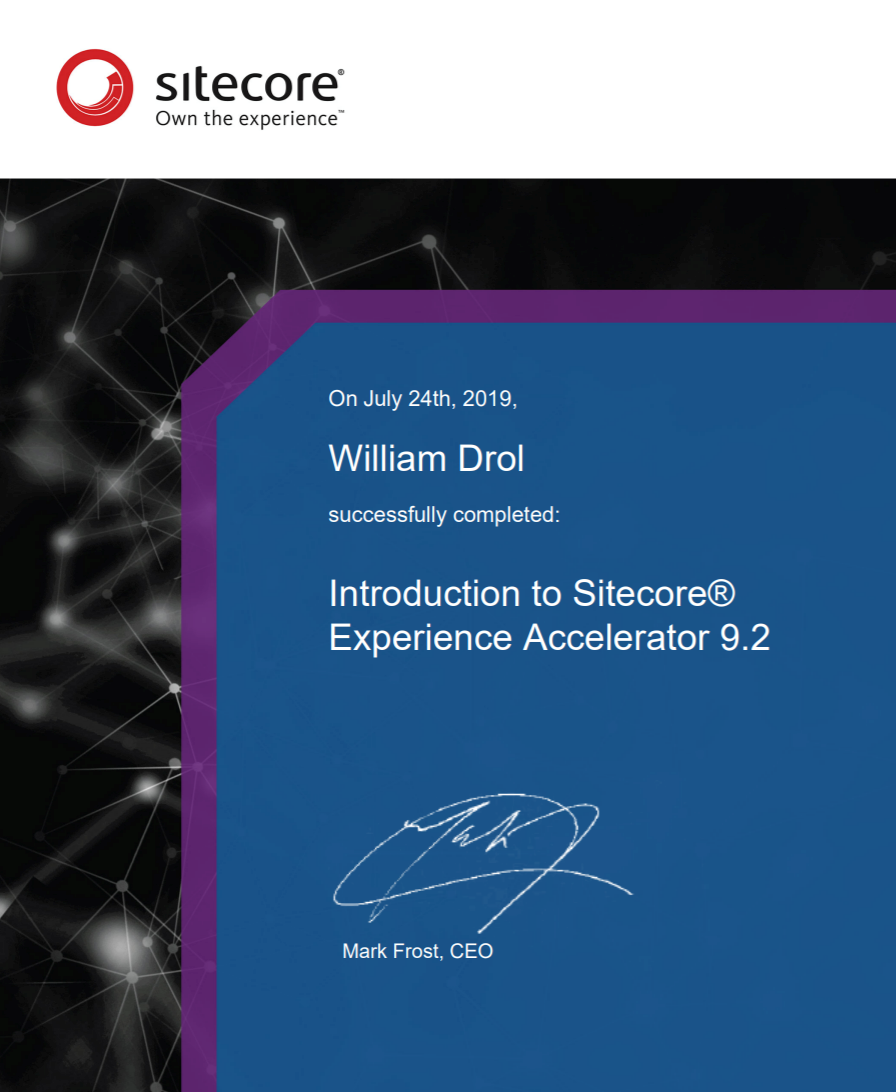 sitecore®
Own the experience™
On July 24th, 2019,
William Drol
successfully completed:
Introduction to Sitecore®
Experience Accelerator 9.2
Mark Frost, CEO